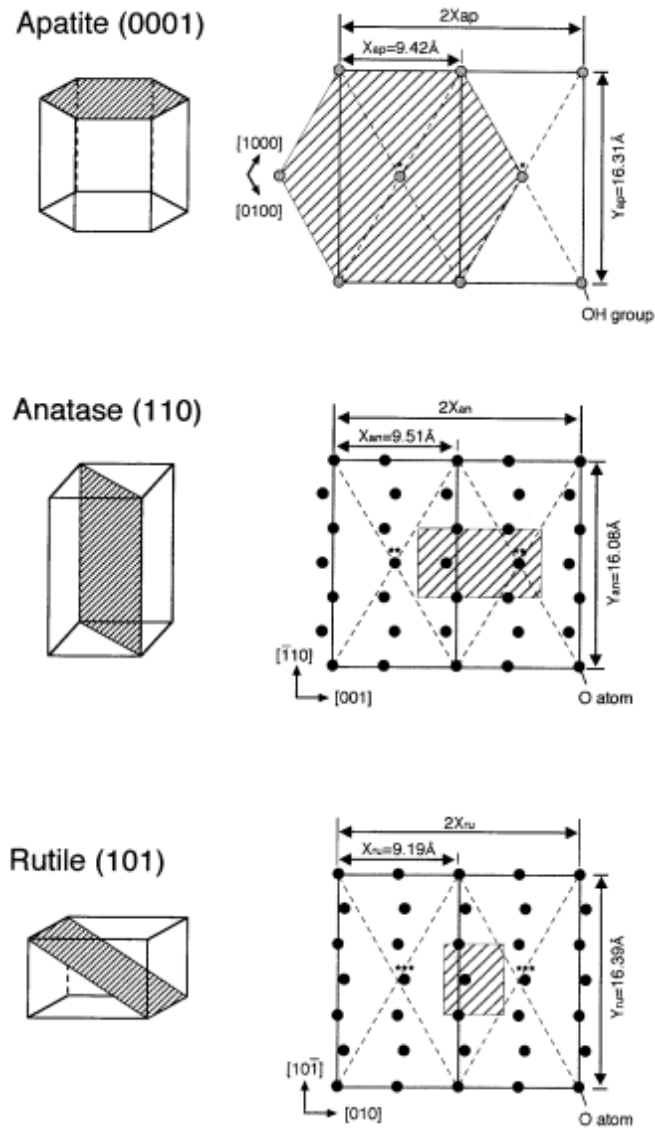 Apatite (0001)
2Xap
Xap=9.42Å
[1000]
[0100]
*
*
Yap=16.31Å
OH group
Anatase (110)
2Xan
Xan=9.51Å
**
**
Yan=16.08Å
[1̄10]
[001]
O atom
Rutile (101)
2Xru
Xru=9.19Å
***
***
Yru=16.39Å
[101̄]
[010]
O atom